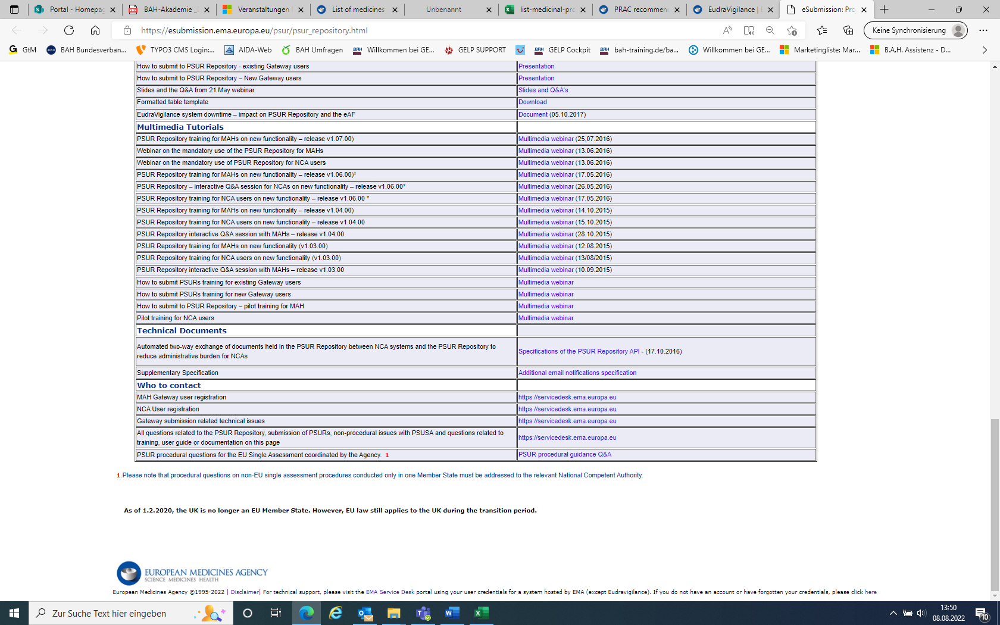 Portal - Homepag
BAH-Akademie _
Veranstaltungen
List of medicines
Unbenannt
list-medicinal-pro
PRAC recommen
EudraVigilance |
eSubmission: Pro
https://esubmission.ema.europa.eu/psur/psur_repository.html
Keine Synchronisierung
GtM
BAH Bundesverban...
TYPO3 CMS Login:...
AIDA-Web
BAH Umfragen
Willkommen bei GE...
GELP SUPPORT
GELP Cockpit
bah-training.de/ba...
Willkommen bei GE...
Marketingliste: Mar...
B.A.H. Assistenz - D...
How to submit to PSUR Repository - existing Gateway users Presentation
How to submit to PSUR Repository – New Gateway users Presentation
Slides and the Q&A from 21 May webinar Slides and Q&A's
Formatted table template Download
EudraVigilance system downtime – impact on PSUR Repository and the eAF Document (05.10.2017)
Multimedia Tutorials
PSUR Repository training for MAHs on new functionality – release v1.07.00) Multimedia webinar (25,07.2016)
Webinar on the mandatory use of the PSUR Repository for MAHs Multimedia webinar (13.06.2016)
Webinar on the mandatory use of PSUR Repository for NCA users Multimedia webinar (13.06.2016)
PSUR Repository training for MAHs on new functionality – release v1.06.00)* Multimedia webinar (17.05.2016)
PSUR Repository – interactive Q&A session for NCAs on new functionality – release v1.06.00* Multimedia webinar (26.05.2016)
PSUR Repository training for NCA users on new functionality – release v1.06.00 * Multimedia webinar (17.05.2016)
PSUR Repository training for MAHs on new functionality – release v1.04.00) Multimedia webinar (14.10.2015)
PSUR Repository training for NCA users on new functionality – release v1.04.00 Multimedia webinar (15.10.2015)
PSUR Repository interactive Q&A session with MAHs – release v1.04.00 Multimedia webinar (28.10.2015)
PSUR Repository training for MAHs on new functionality (v1.03.00) Multimedia webinar (12.08.2015)
PSUR Repository training for NCA users on new functionality (v1.03.00) Multimedia webinar (13/08/2015)
PSUR Repository interactive Q&A session with MAHs – release v1.03.00 Multimedia webinar (10.09.2015)
How to submit PSURs training for existing Gateway users Multimedia webinar
How to submit PSURs training for new Gateway users Multimedia webinar
How to submit to PSUR Repository – pilot training for MAH Multimedia webinar
Pilot training for NCA users Multimedia webinar
Technical Documents
Automated two-way exchange of documents held in the PSUR Repository between NCA systems and the PSUR Repository to
reduce administrative burden for NCAs
Specifications of the PSUR Repository API - (17.10.2016)
Supplementary Specification Additional email notifications specification
Who to contact
MAH Gateway user registration https://servicedesk.ema.europa.eu
NCA User registration https://servicedesk.ema.europa.eu
Gateway submission related technical issues https://servicedesk.ema.europa.eu
All questions related to the PSUR Repository, submission of PSURs, non-procedural issues with PSUSA and questions related to
training, user guide or documentation on this page
https://servicedesk.ema.europa.eu
PSUR procedural questions for the EU Single Assessment coordinated by the Agency. 1 PSUR procedural guidance Q&A
1.Please note that procedural questions on non-EU single assessment procedures conducted only in one Member State must be addressed to the relevant National Competent Authority.
As of 1.2.2020, the UK is no longer an EU Member State. However, EU law still applies to the UK during the transition period.
EUROPEAN MEDICINES AGENCY
SCIENCE MEDICINES HEALTH
European Medicines Agency ©1995-2022 | Disclaimer| For technical support, please visit the EMA Service Desk portal using your user credentials for a system hosted by EMA (except Eudravigilance). If you do not have an account or have forgotten your credentials, please click here
Zur Suche Text hier eingeben
13:50
08.08.2022
10